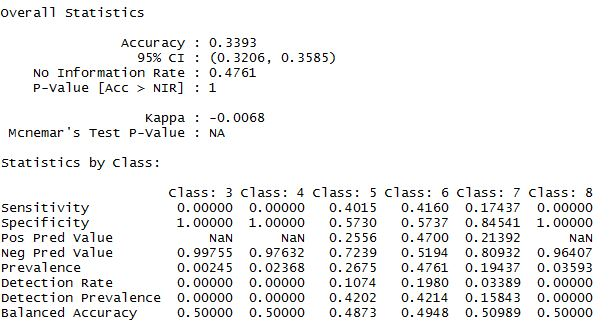 Overall Statistics
Accuracy : 0.3393
95% CI : (0.3206, 0.3585)
No Information Rate : 0.4761
P-Value [Acc > NIR] : 1
Kappa : -0.0068
Mcnemar's Test P-Value : NA
Statistics by Class:
Class: 3 Class: 4 Class: 5 Class: 6 Class: 7 Class: 8
Sensitivity 0.00000 0.00000 0.4015 0.4160 0.17437 0.00000
Specificity 1.00000 1.00000 0.5730 0.5737 0.84541 1.00000
Pos Pred Value NaN NaN 0.2556 0.4700 0.21392 NaN
Neg Pred Value 0.99755 0.97632 0.7239 0.5194 0.80932 0.96407
Prevalence 0.00245 0.02368 0.2675 0.4761 0.19437 0.03593
Detection Rate 0.00000 0.00000 0.1074 0.1980 0.03389 0.00000
Detection Prevalence 0.00000 0.00000 0.4202 0.4214 0.15843 0.00000
Balanced Accuracy 0.50000 0.50000 0.4873 0.4948 0.50989 0.50000